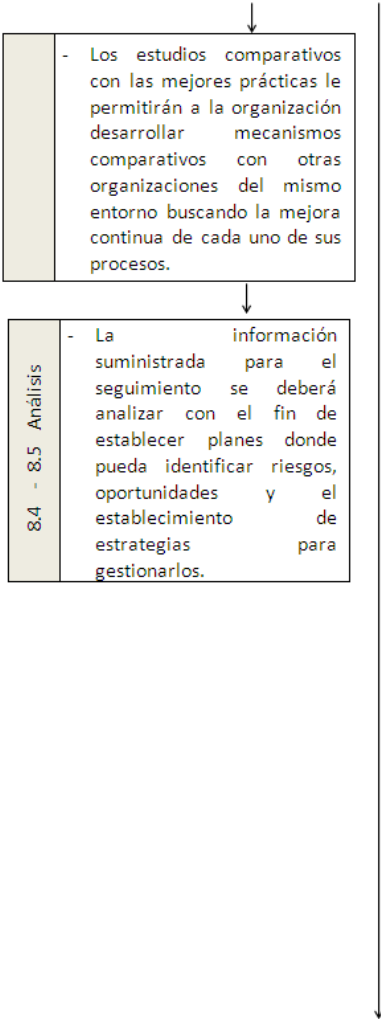 - Los estudios comparativos
con las mejores prácticas le
permitirán a la organización
desarrollar mecanismos
comparativos con otras
organizaciones del mismo
entorno buscando la mejora
continua de cada uno de sus
procesos.
8.4 - 8.5 Análisis
- La información
suministrada para el
seguimiento se deberá
analizar con el fin de
establecer planes donde
pueda identificar riesgos,
oportunidades y el
establecimiento de
estrategias para
gestionarlos.